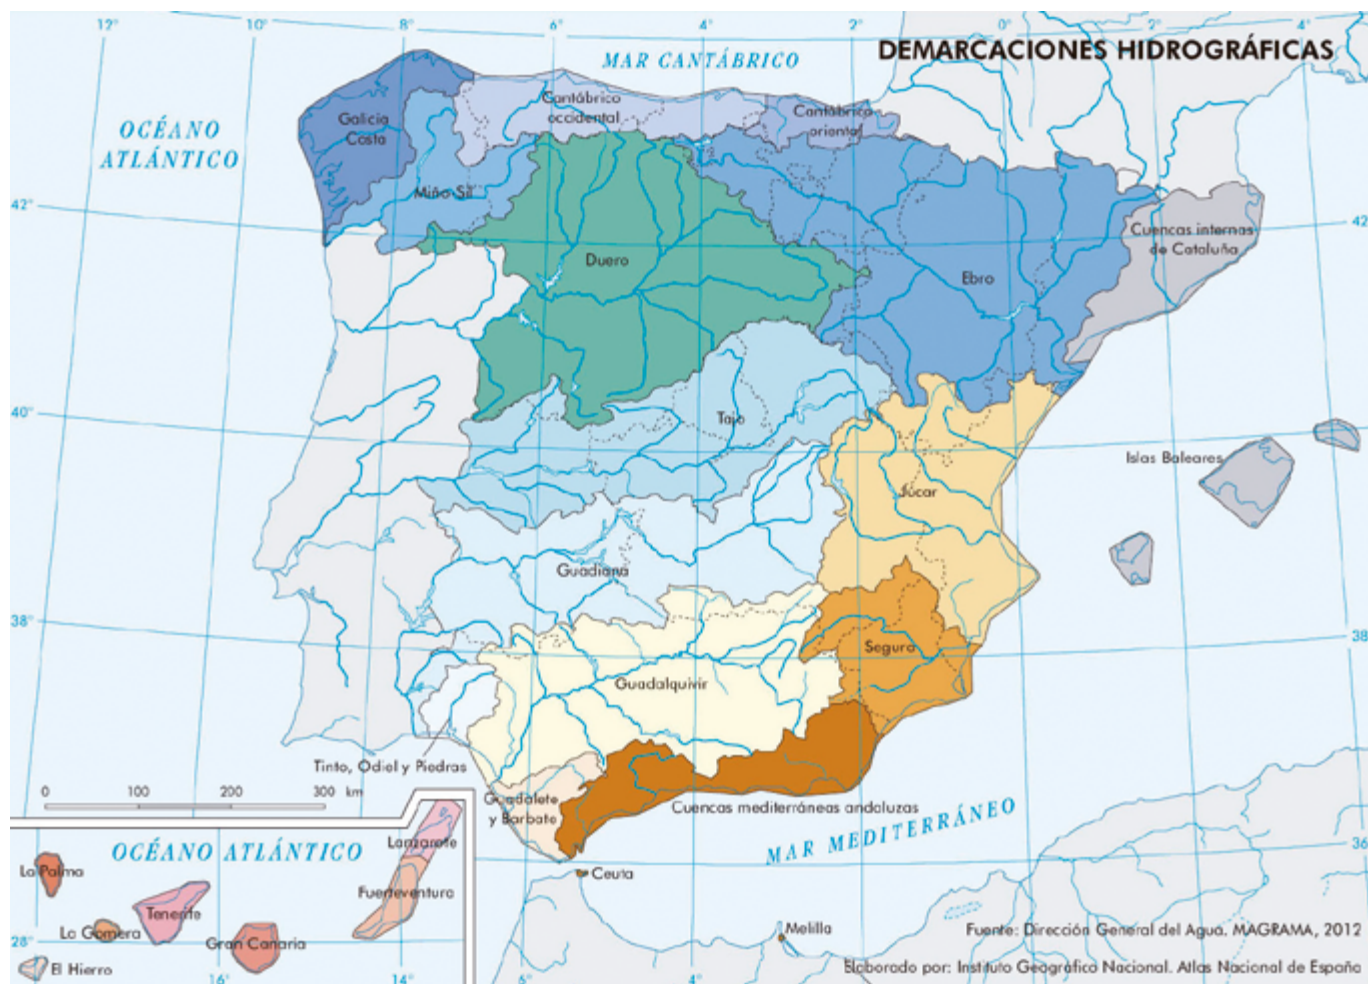 12°
10°
8°
6°
4°
2°
0°
2°
4°
DEMARCACIONES HIDROGRÁFICAS
MAR CANTÁBRICO
OCÉANO
ATLÁNTICO
Galicia
Costa
Cantábrico
occidental
Cantábrico
oriental
Miño-Sil
42°
42
Cuencas internas
de Cataluña
Duero
Ebro
40°
Tajo
Islas Baleares
Júcar
Guadiana
38°
38
Segura
Guadalquivir
Tinto, Odiel y Piedras
0
100
200
300
km
Guadalete
y Barbate
Cuencas mediterráneas andaluzas
MAR MEDITERRÁNEO
36
OCÉANO ATLÁNTICO
Lanzarote
La Palma
Fuerteventura
Tenerife
La Gomera
Gran Canaria
28°
El Hierro
16°
14°
Ceuta
Melilla
6°
4°
Fuente: Dirección General del Agua. MAGRAMA, 2012
Elaborado por: Instituto Geográfico Nacional. Atlas Nacional de España